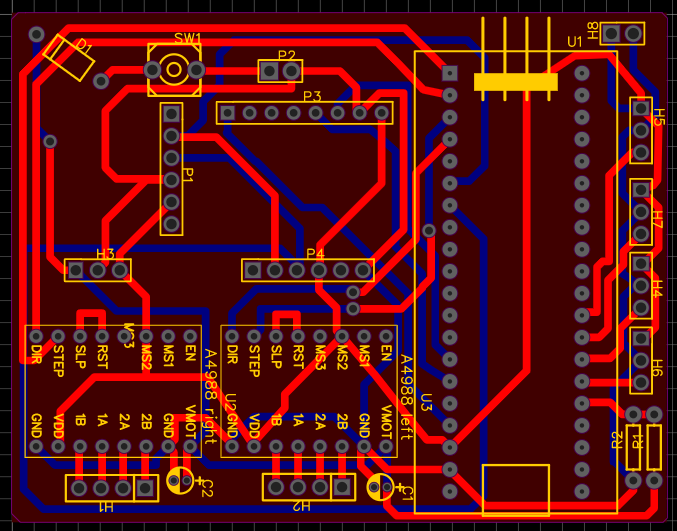 D1
SW1
P2
U1
H8
P3
H5
P1
H7
H3
P4
H4
H6
DIR
STEP
SLP
RST
MS3
MS2
MS1
EN
A4988 right
DIR
STEP
SLP
RST
MS3
MS2
MS1
EN
A4988 left
U2
U3
GND
VDD
1B
1A
2A
2B
GND
VMOT
GND
VDD
1B
1A
2A
2B
GND
VMOT
R2
R1
H1
+
C2
H2
+
C1